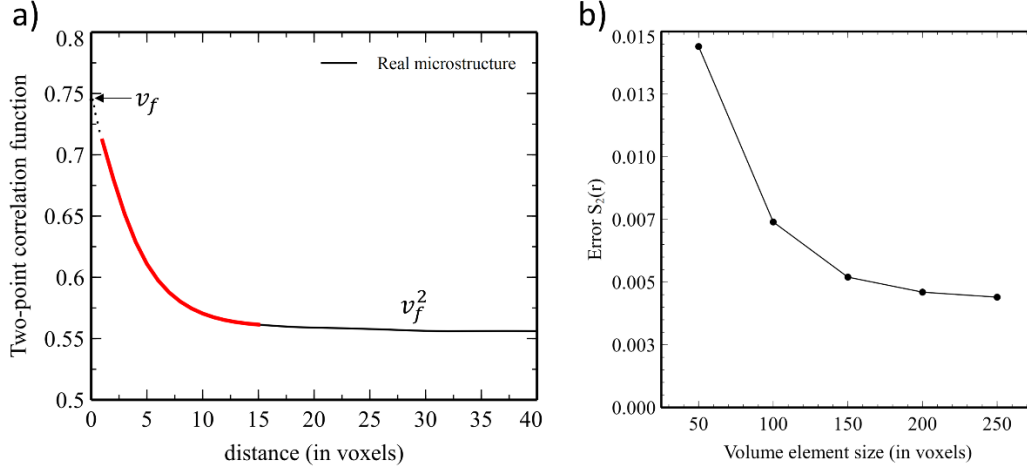 a)
0.8
0.75
0.7
0.65
0.6
0.55
0.5
Two-point correlation function
Real microstructure
v_f
v_f^2
0 5 10 15 20 25 30 35 40
distance (in voxels)
b)
0.015
0.013
0.010
0.007
0.005
0.003
0.000
Error S₂(r)
50 100 150 200 250
Volume element size (in voxels)